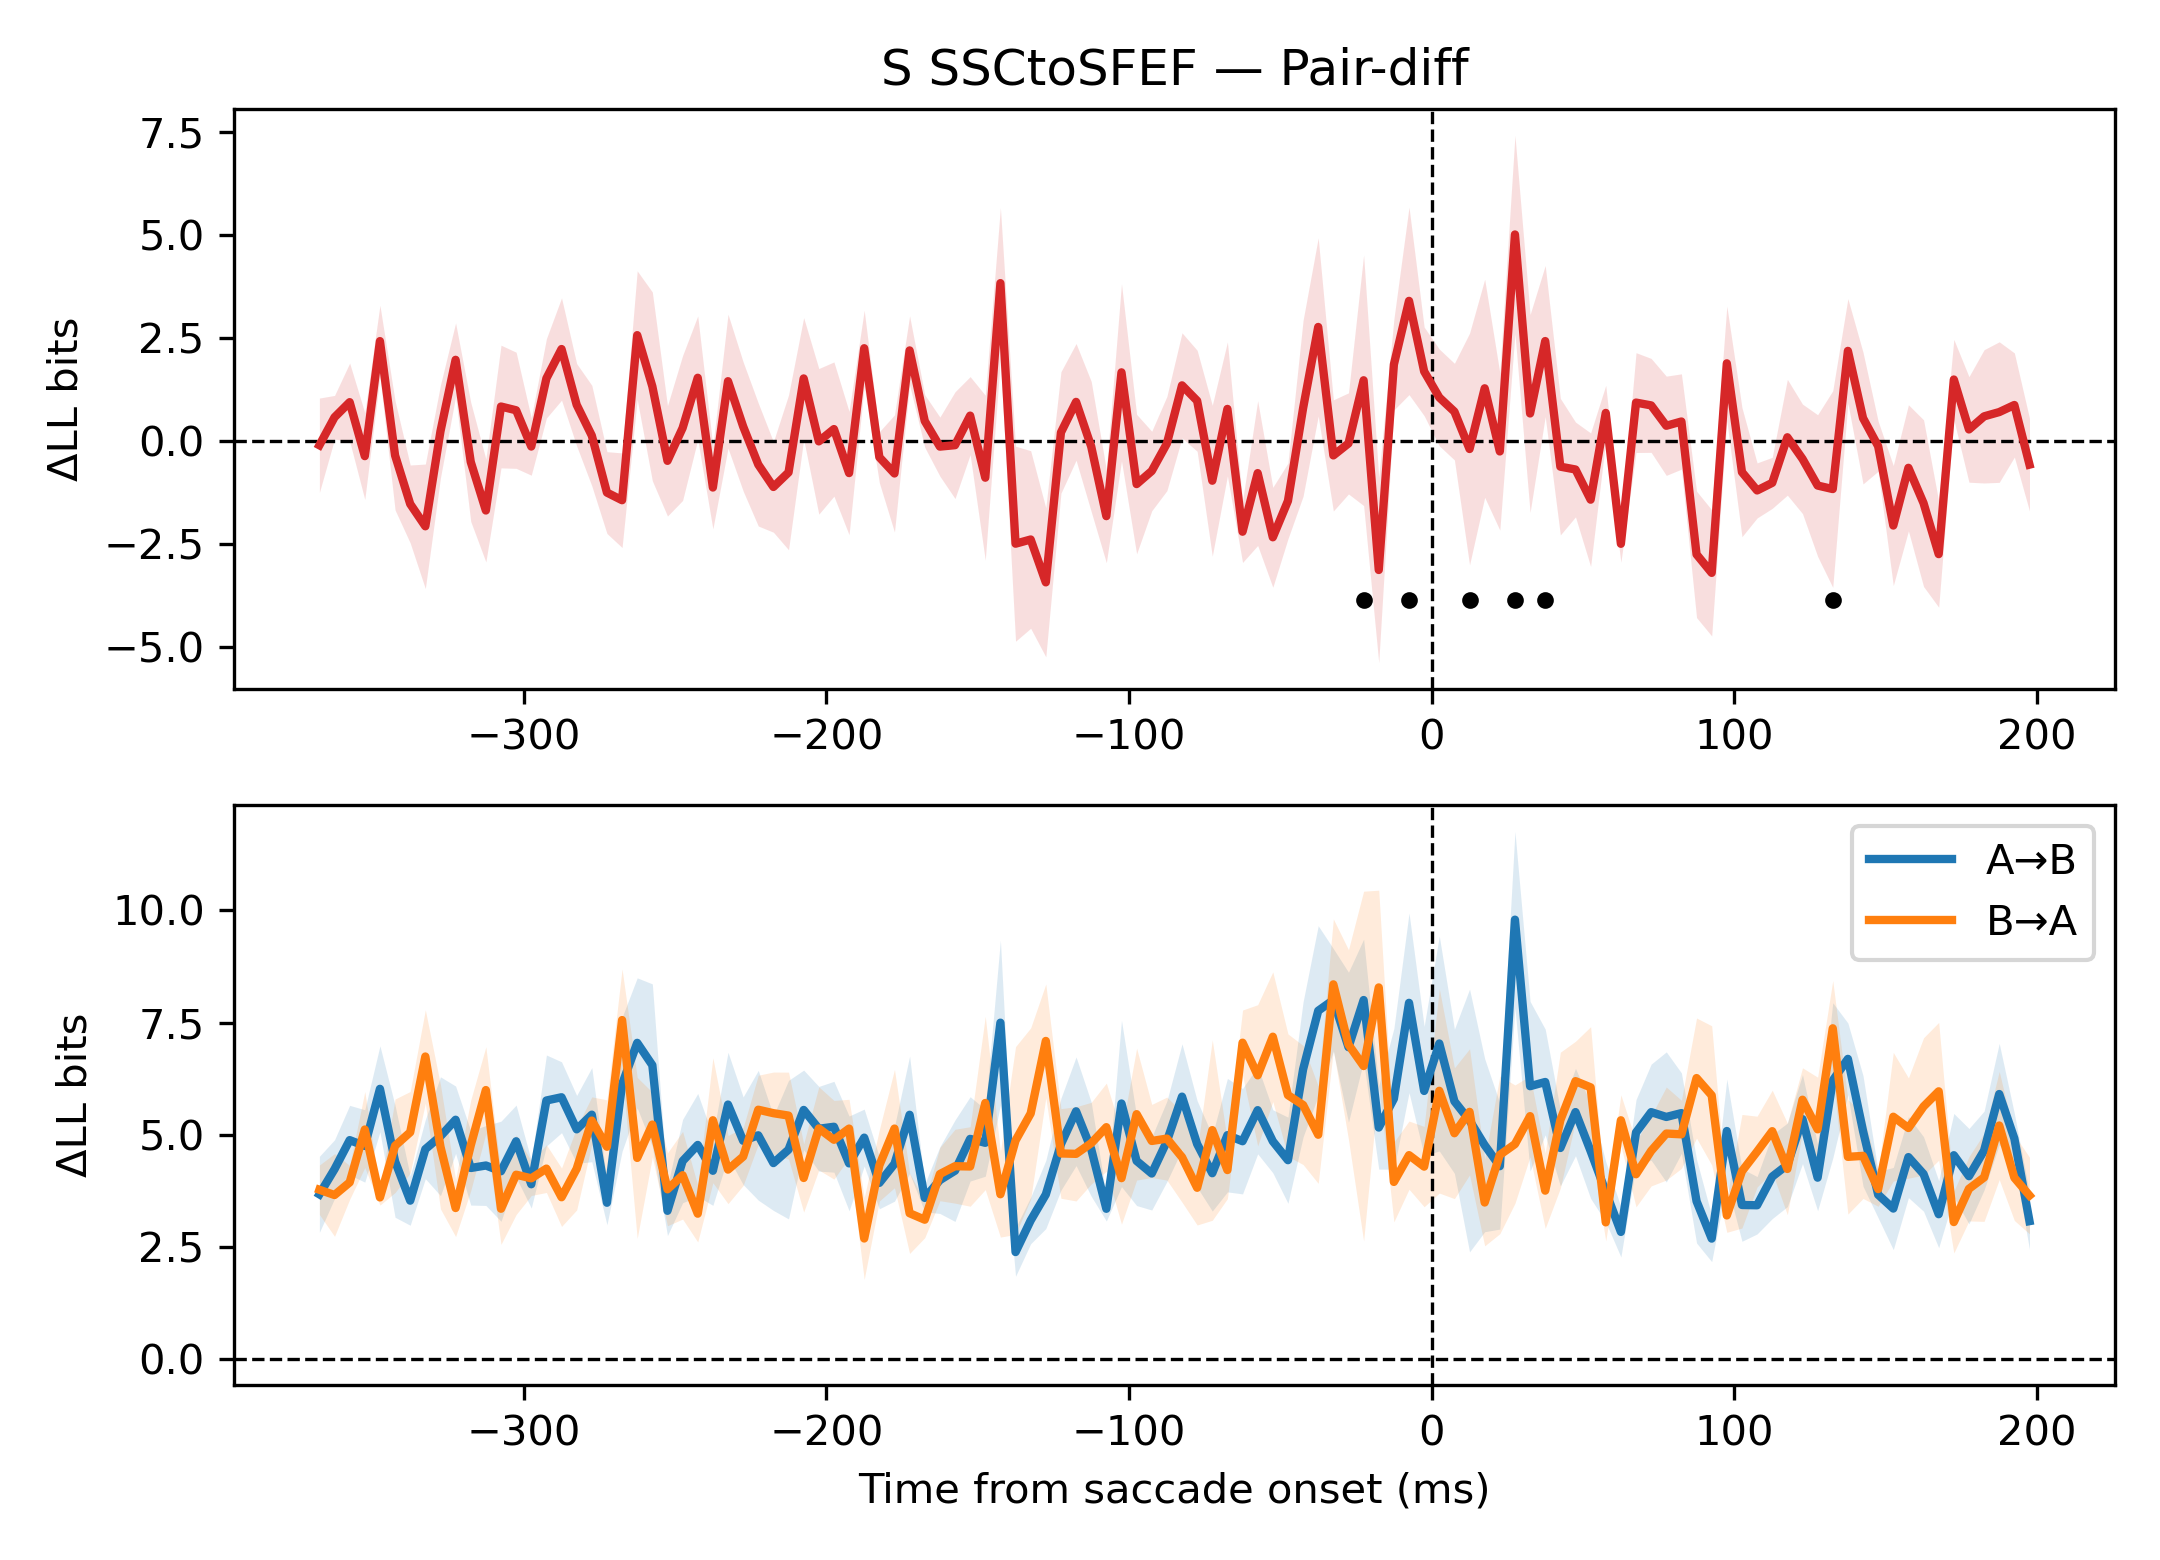 S SSCtoSFEF — Pair-diff
7.5
5.0
2.5
0.0
−2.5
−5.0
ΔLL bits
−300 −200 −100 0 100 200
10.0
7.5
5.0
2.5
0.0
ΔLL bits
A→B
B→A
−300 −200 −100 0 100 200
Time from saccade onset (ms)